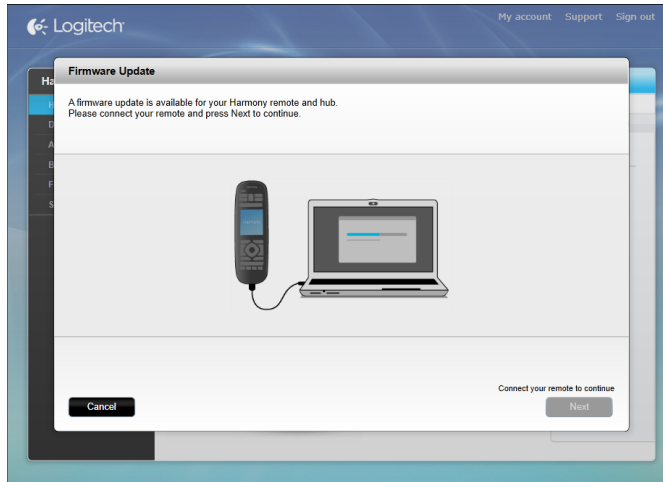 Logitech
My account Support Sign out
Ha
Firmware Update
H
D
A
B
F
S
A firmware update is available for your Harmony remote and hub.
Please connect your remote and press Next to continue.
Connect your remote to continue
Cancel
Next